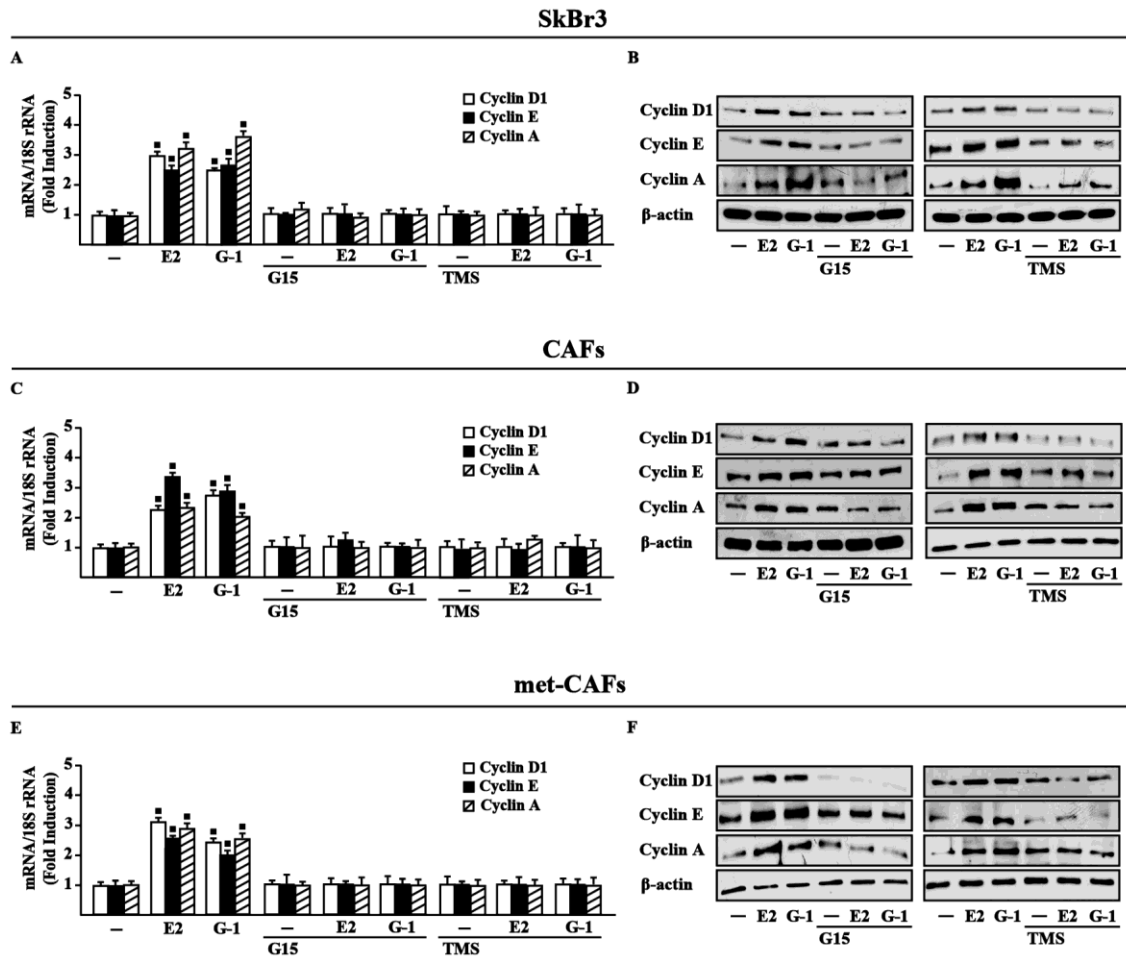 SkBr3
A
B
mRNA/18S rRNA
(Fold Induction)
5
4
3
2
1
Cyclin D1
Cyclin E
Cyclin A
– E2 G-1 – E2 G-1 – E2 G-1
G15 TMS
Cyclin D1
Cyclin E
Cyclin A
β-actin
– E2 G-1 – E2 G-1 – E2 G-1 – E2 G-1
G15 TMS
CAFs
C
D
mRNA/18S rRNA
(Fold Induction)
5
4
3
2
1
Cyclin D1
Cyclin E
Cyclin A
– E2 G-1 – E2 G-1 – E2 G-1
G15 TMS
Cyclin D1
Cyclin E
Cyclin A
β-actin
– E2 G-1 – E2 G-1 – E2 G-1 – E2 G-1
G15 TMS
met-CAFs
E
F
mRNA/18S rRNA
(Fold Induction)
5
4
3
2
1
Cyclin D1
Cyclin E
Cyclin A
– E2 G-1 – E2 G-1 – E2 G-1
G15 TMS
Cyclin D1
Cyclin E
Cyclin A
β-actin
– E2 G-1 – E2 G-1 – E2 G-1 – E2 G-1
G15 TMS